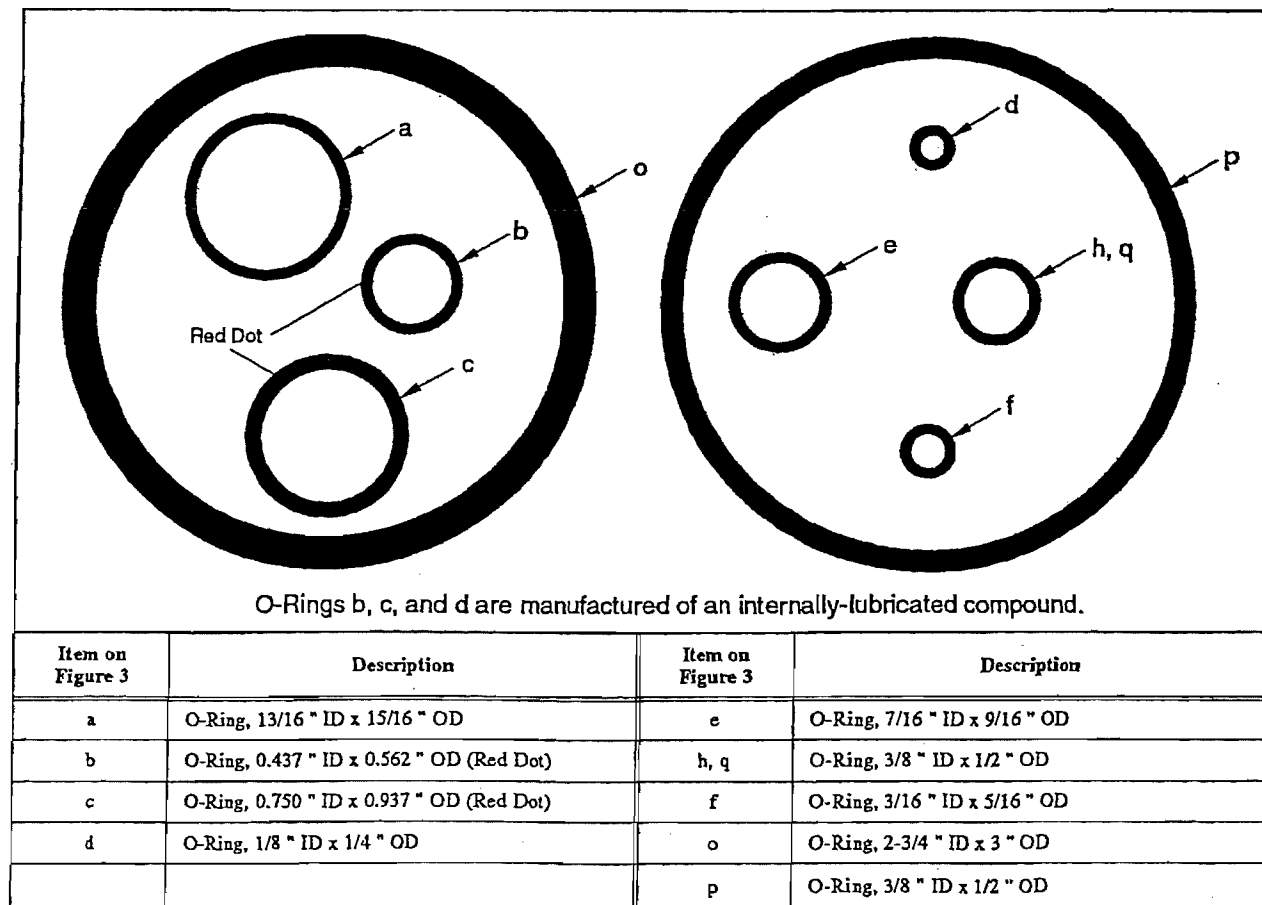 a
o
b
Red Dot
c
d
p
e
h, q
f
O-Rings b, c, and d are manufactured of an internally-lubricated compound.
Item on Figure 3 Description Item on Figure 3 Description
a O-Ring, 13/16 " ID x 15/16 " OD e O-Ring, 7/16 " ID x 9/16 " OD
b O-Ring, 0.437 " ID x 0.562 " OD (Red Dot) h, q O-Ring, 3/8 " ID x 1/2 " OD
c O-Ring, 0.750 " ID x 0.937 " OD (Red Dot) f O-Ring, 3/16 " ID x 5/16 " OD
d O-Ring, 1/8 " ID x 1/4 " OD o O-Ring, 2-3/4 " ID x 3 " OD
p O-Ring, 3/8 " ID x 1/2 " OD